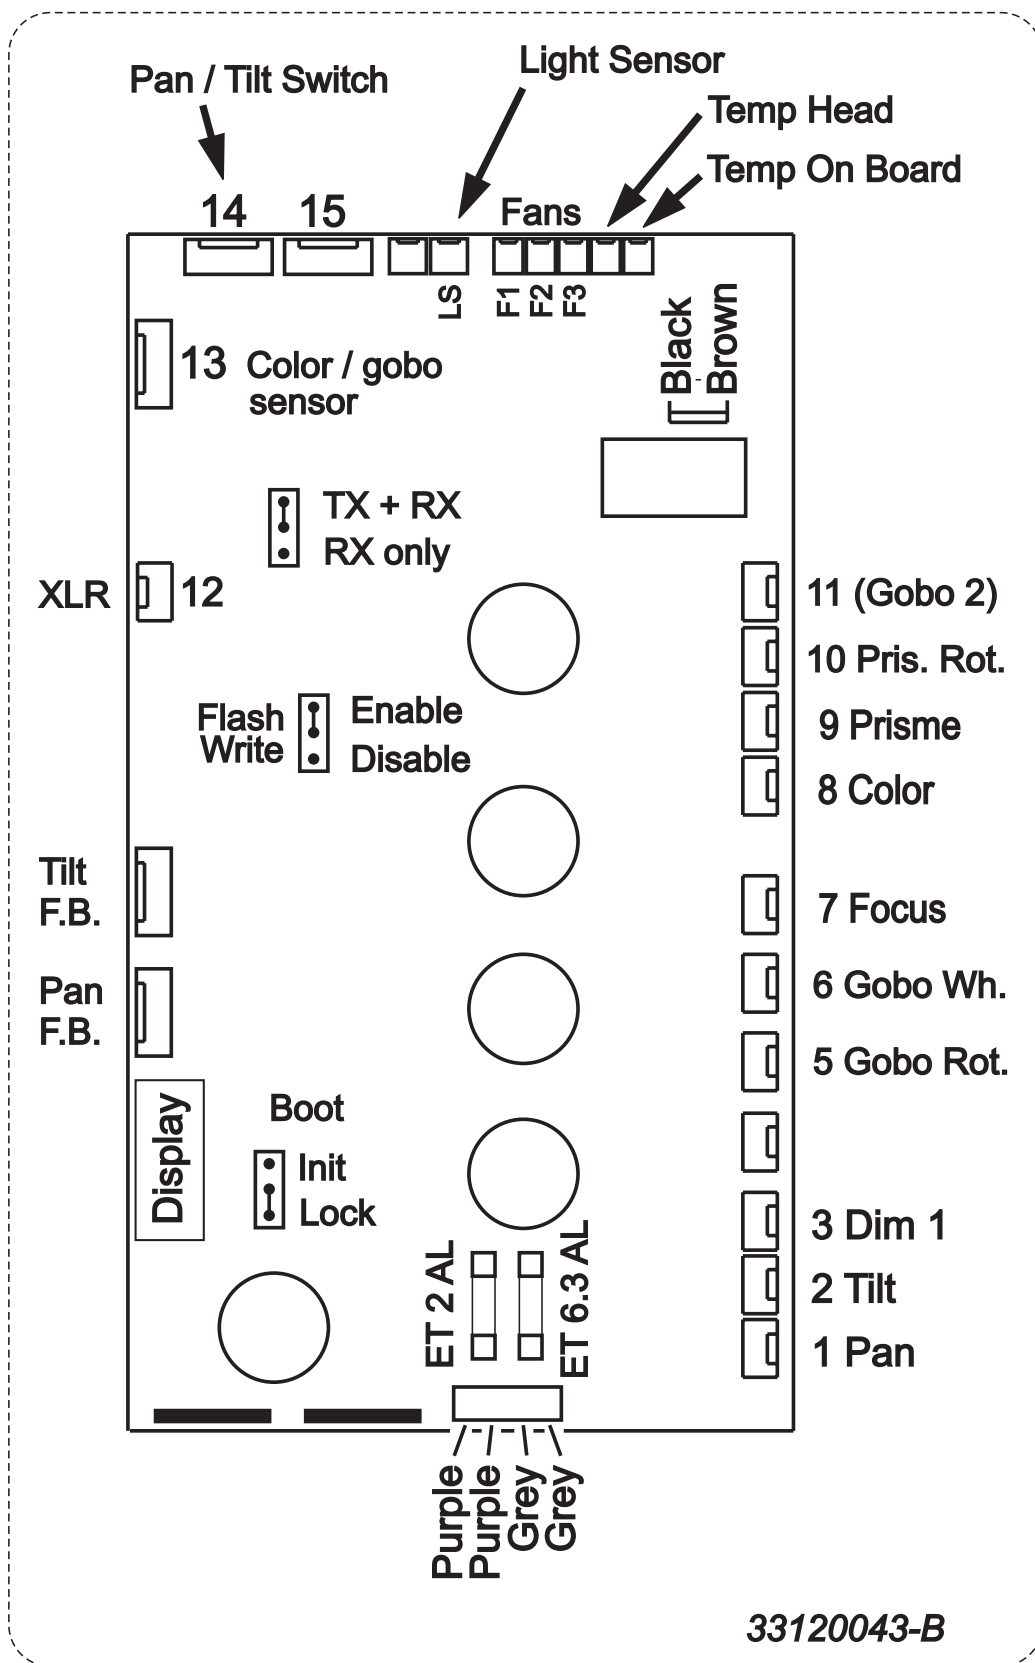 Light Sensor
Pan / Tilt Switch
Temp Head
Temp On Board
14
15
Fans
LS
F1
F2
F3
Black
Brown
13
Color / gobo
sensor
TX + RX
RX only
XLR
12
11 (Gobo 2)
10 Pris. Rot.
Flash
Write
Enable
Disable
9 Prisme
8 Color
Tilt
F.B.
7 Focus
Pan
F.B.
6 Gobo Wh.
5 Gobo Rot.
Display
Boot
Init
Lock
3 Dim 1
2 Tilt
1 Pan
ET 2 AL
ET 6.3 AL
Purple
Purple
Grey
Grey
33120043-B